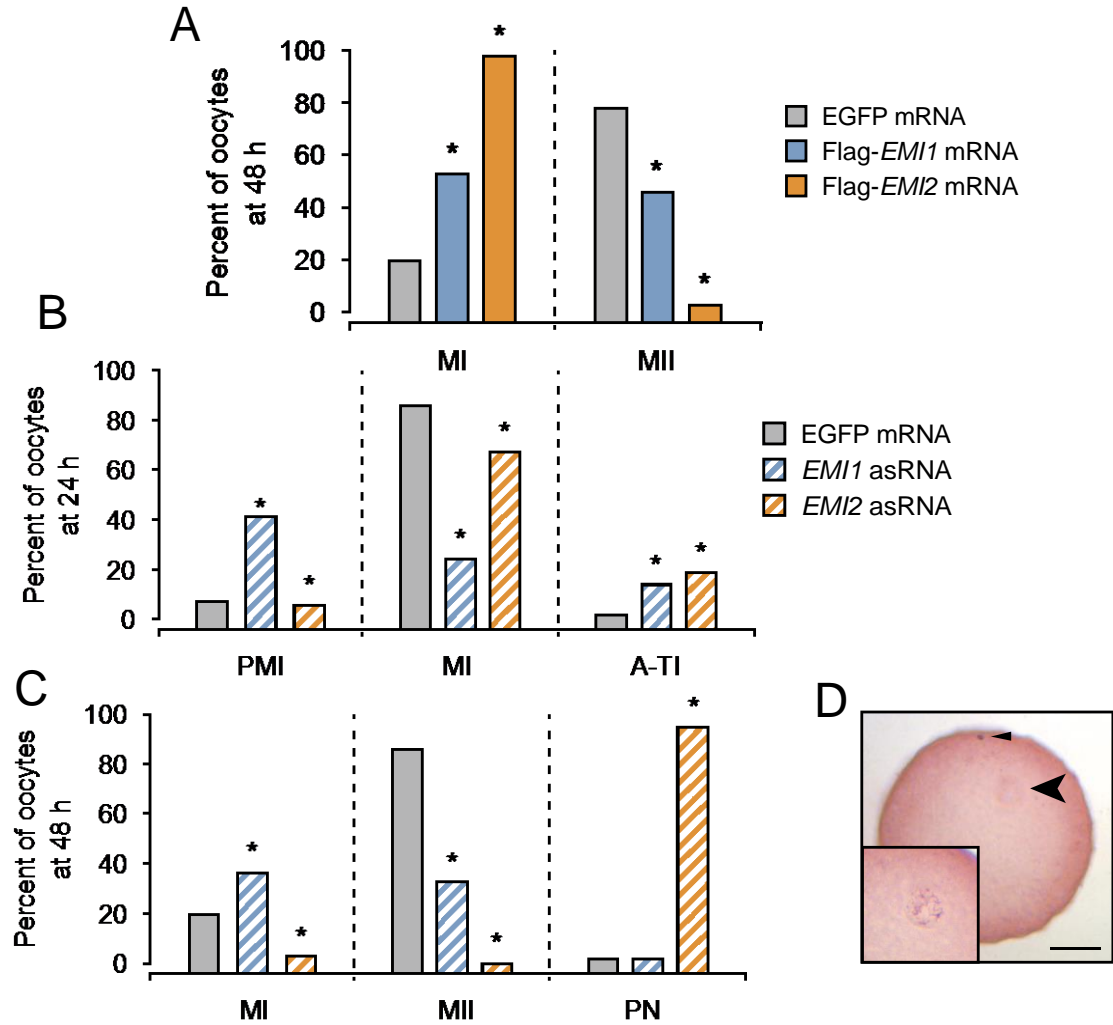 A
Percent of oocytes
at 48 h
100
80
60
40
20
0
*
*
*
*
MI
MII
EGFP mRNA
Flag-EMI1 mRNA
Flag-EMI2 mRNA
B
Percent of oocytes
at 24 h
100
80
60
40
20
0
*
*
*
*
*
*
PMI
MI
A-TI
EGFP mRNA
EMI1 asRNA
EMI2 asRNA
C
Percent of oocytes
at 48 h
100
80
60
40
20
0
*
*
*
*
*
MI
MII
PN
D